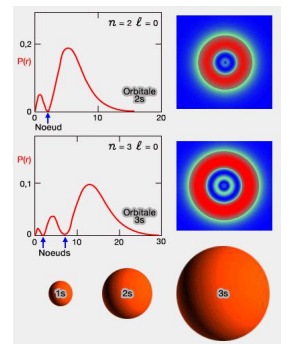 n = 2 ℓ = 0
0,2
P(r)
Orbitale
2s
0
0 10 20
Noeud
n = 3 ℓ = 0
P(r)
0,1
Orbitale
3s
0
0 10 20 30
Noeuds
1s 2s 3s